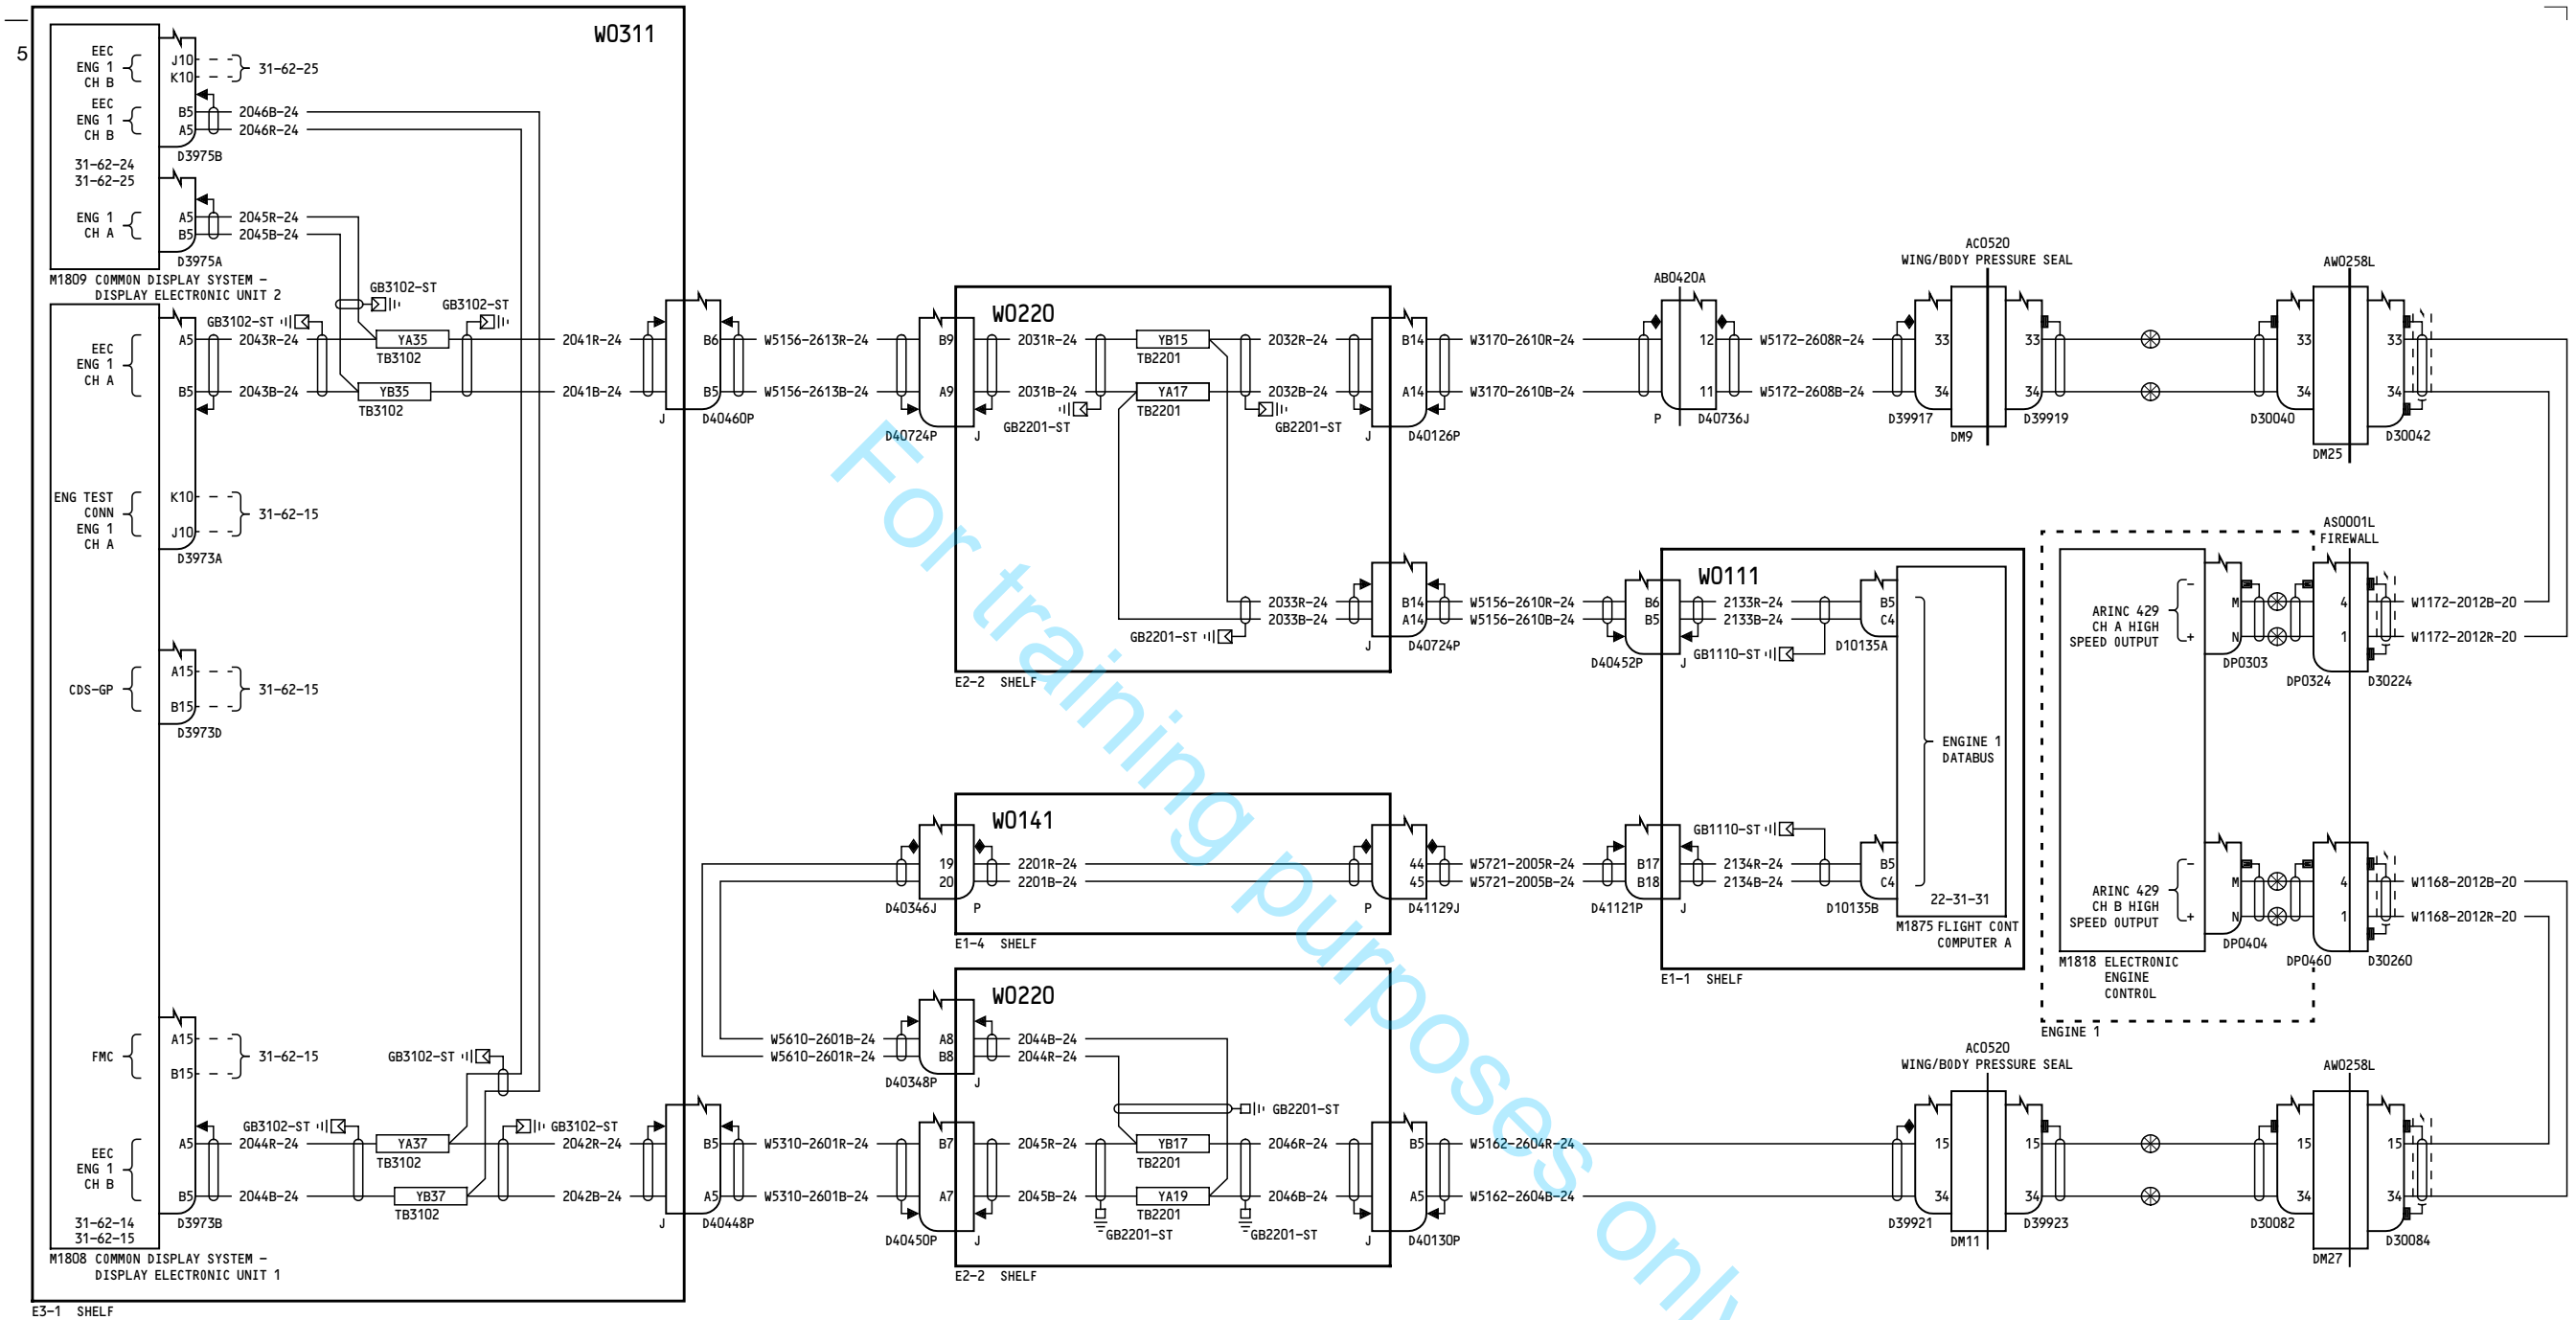 5
W0311
EEC
ENG 1
CH B
J10
K10
31-62-25
EEC
ENG 1
CH B
B5
A5
2046B-24
2046R-24
D3975B
31-62-24
31-62-25
ENG 1
CH A
A5
B5
2045R-24
2045B-24
D3975A
M1809 COMMON DISPLAY SYSTEM -
DISPLAY ELECTRONIC UNIT 2
GB3102-ST
GB3102-ST
GB3102-ST
EEC
ENG 1
CH A
A5
2043R-24
YA35
TB3102
2041R-24
B6
B5
2043B-24
YB35
TB3102
2041B-24
B5
J
D40460P
ENG TEST
CONN
ENG 1
CH A
K10
J10
31-62-15
D3973A
CDS-GP
A15
B15
31-62-15
D3973D
FMC
A15
B15
31-62-15
GB3102-ST
GB3102-ST
GB3102-ST
EEC
ENG 1
CH B
A5
2044R-24
YA37
TB3102
2042R-24
B5
B5
2044B-24
YB37
TB3102
2042B-24
A5
D3973B
J
D40448P
31-62-14
31-62-15
M1808 COMMON DISPLAY SYSTEM -
DISPLAY ELECTRONIC UNIT 1
E3-1 SHELF
W5156-2613R-24
W5156-2613B-24
W0220
B9
2031R-24
YB15
TB2201
2032R-24
B14
A9
2031B-24
YA17
TB2201
2032B-24
A14
GB2201-ST
GB2201-ST
D40724P
J
J
D40126P
2033R-24
2033B-24
GB2201-ST
B14
A14
J
D40724P
E2-2 SHELF
W3170-2610R-24
W3170-2610B-24
AB0420A
12
11
P
D40736J
W5172-2608R-24
W5172-2608B-24
AC0520
WING/BODY PRESSURE SEAL
33
34
33
34
D39917
DM9
D39919
AW0258L
33
34
33
34
D30040
DM25
D30042
W5156-2610R-24
W5156-2610B-24
W0111
B6
B5
2133R-24
2133B-24
B5
C4
D40452P
J
GB1110-ST
D10135A
ENGINE 1
DATABUS
GB1110-ST
B17
B18
2134R-24
2134B-24
B5
C4
D41121P
J
D10135B
22-31-31
M1875 FLIGHT CONT
COMPUTER A
E1-1 SHELF
W0141
19
20
2201R-24
2201B-24
44
45
W5721-2005R-24
W5721-2005B-24
D40346J
P
P
D41129J
E1-4 SHELF
W0220
W5610-2601B-24
W5610-2601R-24
A8
B8
2044B-24
2044R-24
D40348P
J
GB2201-ST
W5310-2601R-24
W5310-2601B-24
B7
2045R-24
YB17
TB2201
2046R-24
B5
A7
2045B-24
YA19
TB2201
2046B-24
A5
D40450P
J
GB2201-ST
GB2201-ST
J
D40130P
E2-2 SHELF
W5162-2604R-24
W5162-2604B-24
AS0001L
FIREWALL
ARINC 429
CH A HIGH
SPEED OUTPUT
-
+
M
N
4
1
W1172-2012B-20
W1172-2012R-20
DP0303
DP0324
D30224
ARINC 429
CH B HIGH
SPEED OUTPUT
-
+
M
N
4
1
W1168-2012B-20
W1168-2012R-20
DP0404
DP0460
D30260
M1818 ELECTRONIC
ENGINE
CONTROL
ENGINE 1
AC0520
WING/BODY PRESSURE SEAL
15
34
15
34
D39921
DM11
D39923
AW0258L
15
34
15
34
D30082
DM27
D30084
For training purposes only